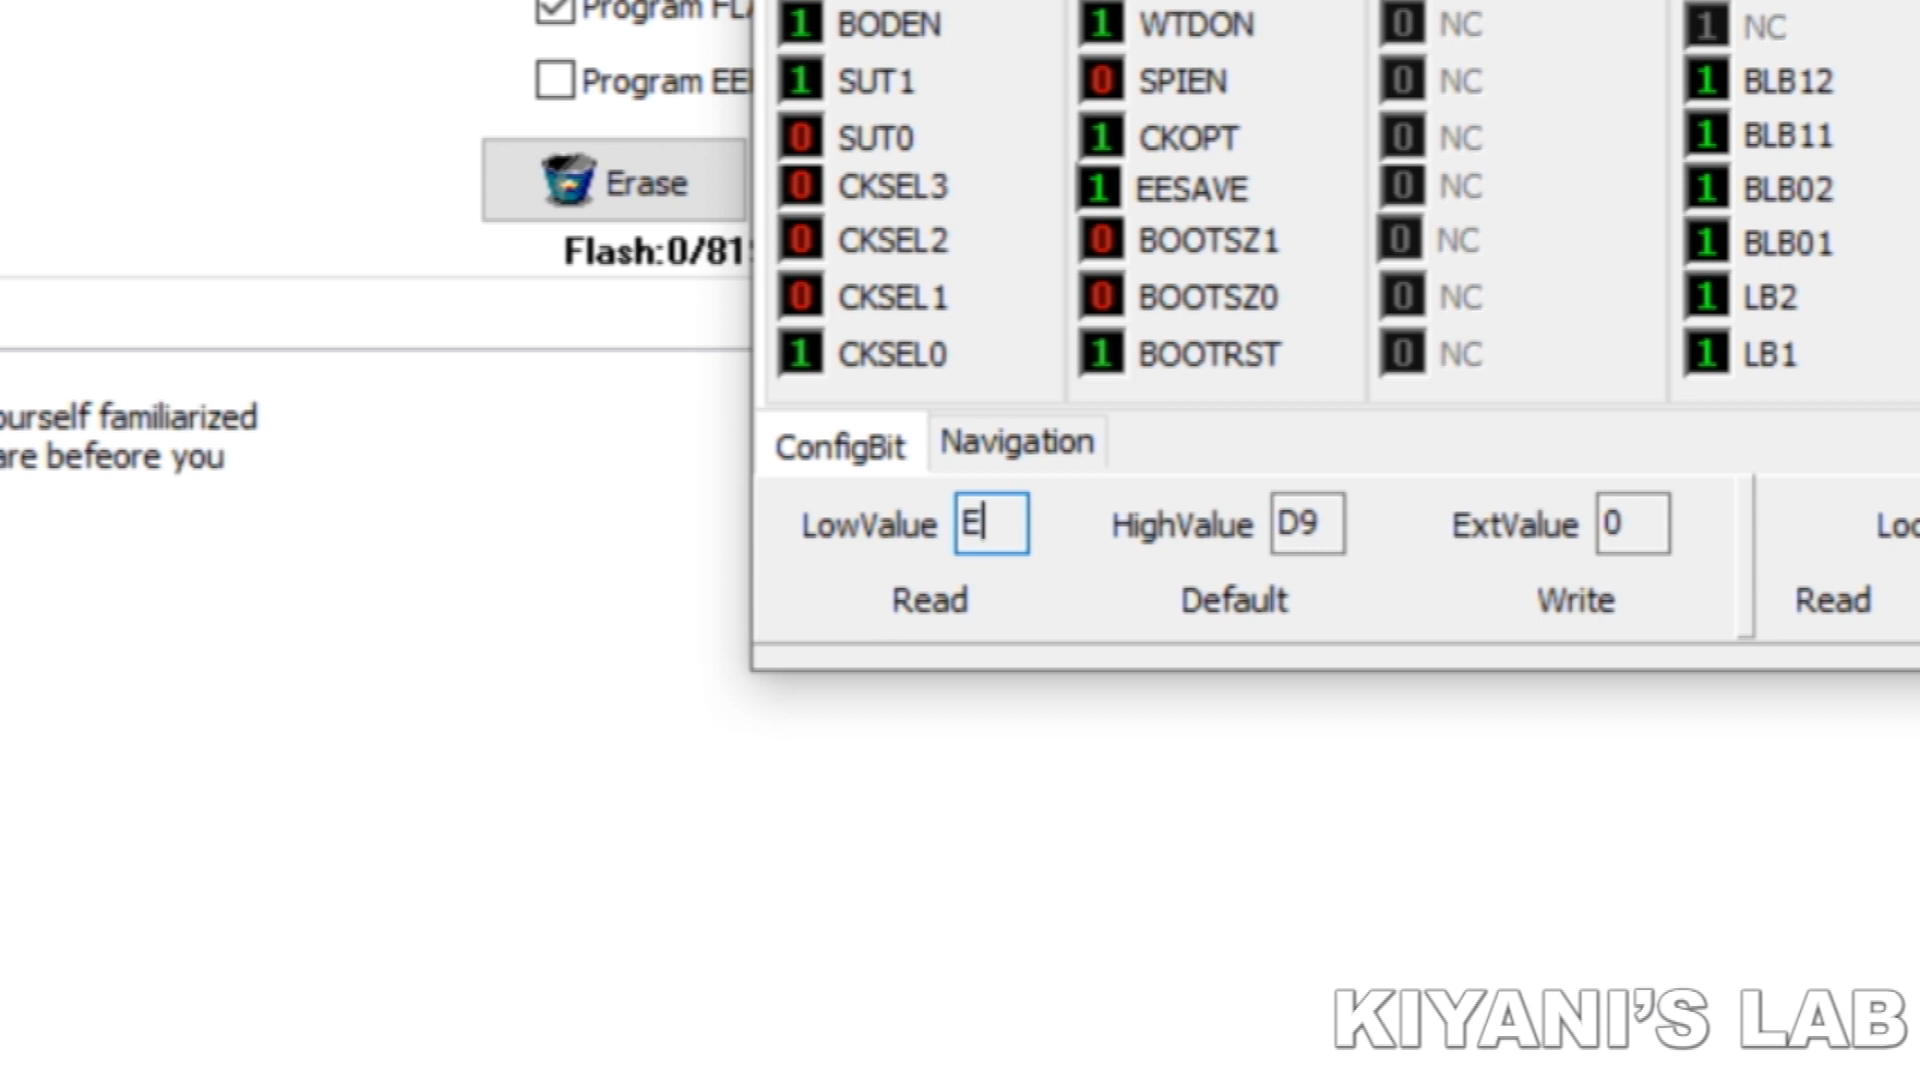 Program FLA
Program EE
Erase
Flash:0/81
ourself familiarized
are befeore you
1 BODEN 1 WTDON 0 NC 1 NC
1 SUT1 0 SPIEN 0 NC 1 BLB12
0 SUT0 1 CKOPT 0 NC 1 BLB11
0 CKSEL3 1 EESAVE 0 NC 1 BLB02
0 CKSEL2 0 BOOTSZ1 0 NC 1 BLB01
0 CKSEL1 0 BOOTSZ0 0 NC 1 LB2
1 CKSEL0 1 BOOTRST 0 NC 1 LB1
ConfigBit Navigation
LowValue E HighValue D9 ExtValue 0 Loc
Read Default Write Read
KIYANI'S LAB